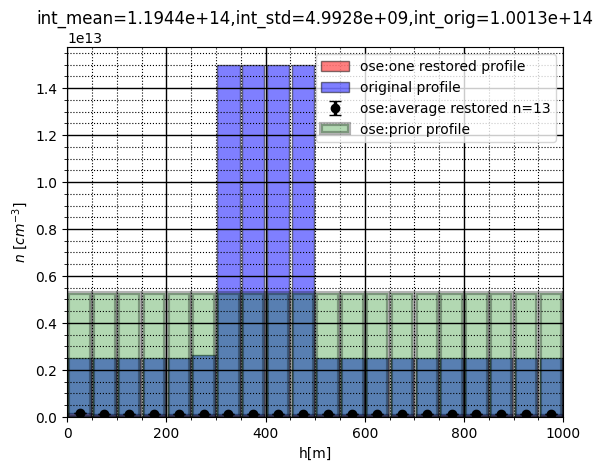 int_mean=1.1944e+14,int_std=4.9928e+09,int_orig=1.0013e+14
1e13
ose:one restored profile
original profile
ose:average restored n=13
ose:prior profile
1.4
1.2
1.0
0.8
0.6
0.4
0.2
0.0
n [cm⁻³]
0 200 400 600 800 1000
h[m]